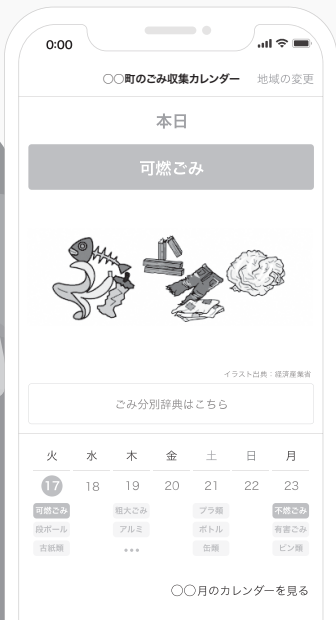 0:00
〇〇町のごみ収集カレンダー 地域の変更
本日
可燃ごみ
イラスト出典：経済産業省
ごみ分別辞典はこちら
火 水 木 金 土 日 月
17 18 19 20 21 22 23
可燃ごみ 粗大ごみ プラ類 不燃ごみ
段ボール アルミ ボトル 有害ごみ
古紙類 ••• 缶類 ビン類
〇〇月のカレンダーを見る